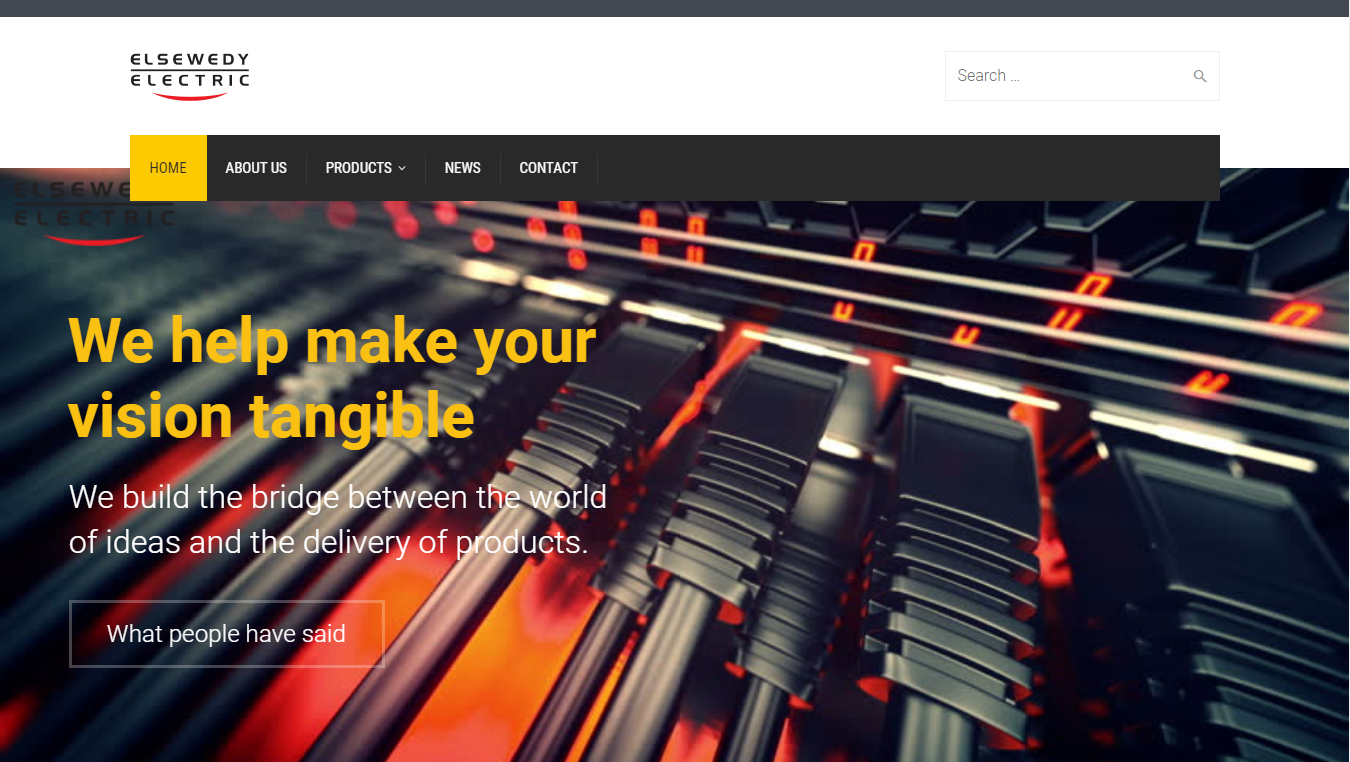 ELSEWEDY
ELECTRIC
Search ...
HOME
ABOUT US
PRODUCTS
NEWS
CONTACT
ELSEWE
ELECTRIC
We help make your
vision tangible
We build the bridge between the world
of ideas and the delivery of products.
What people have said